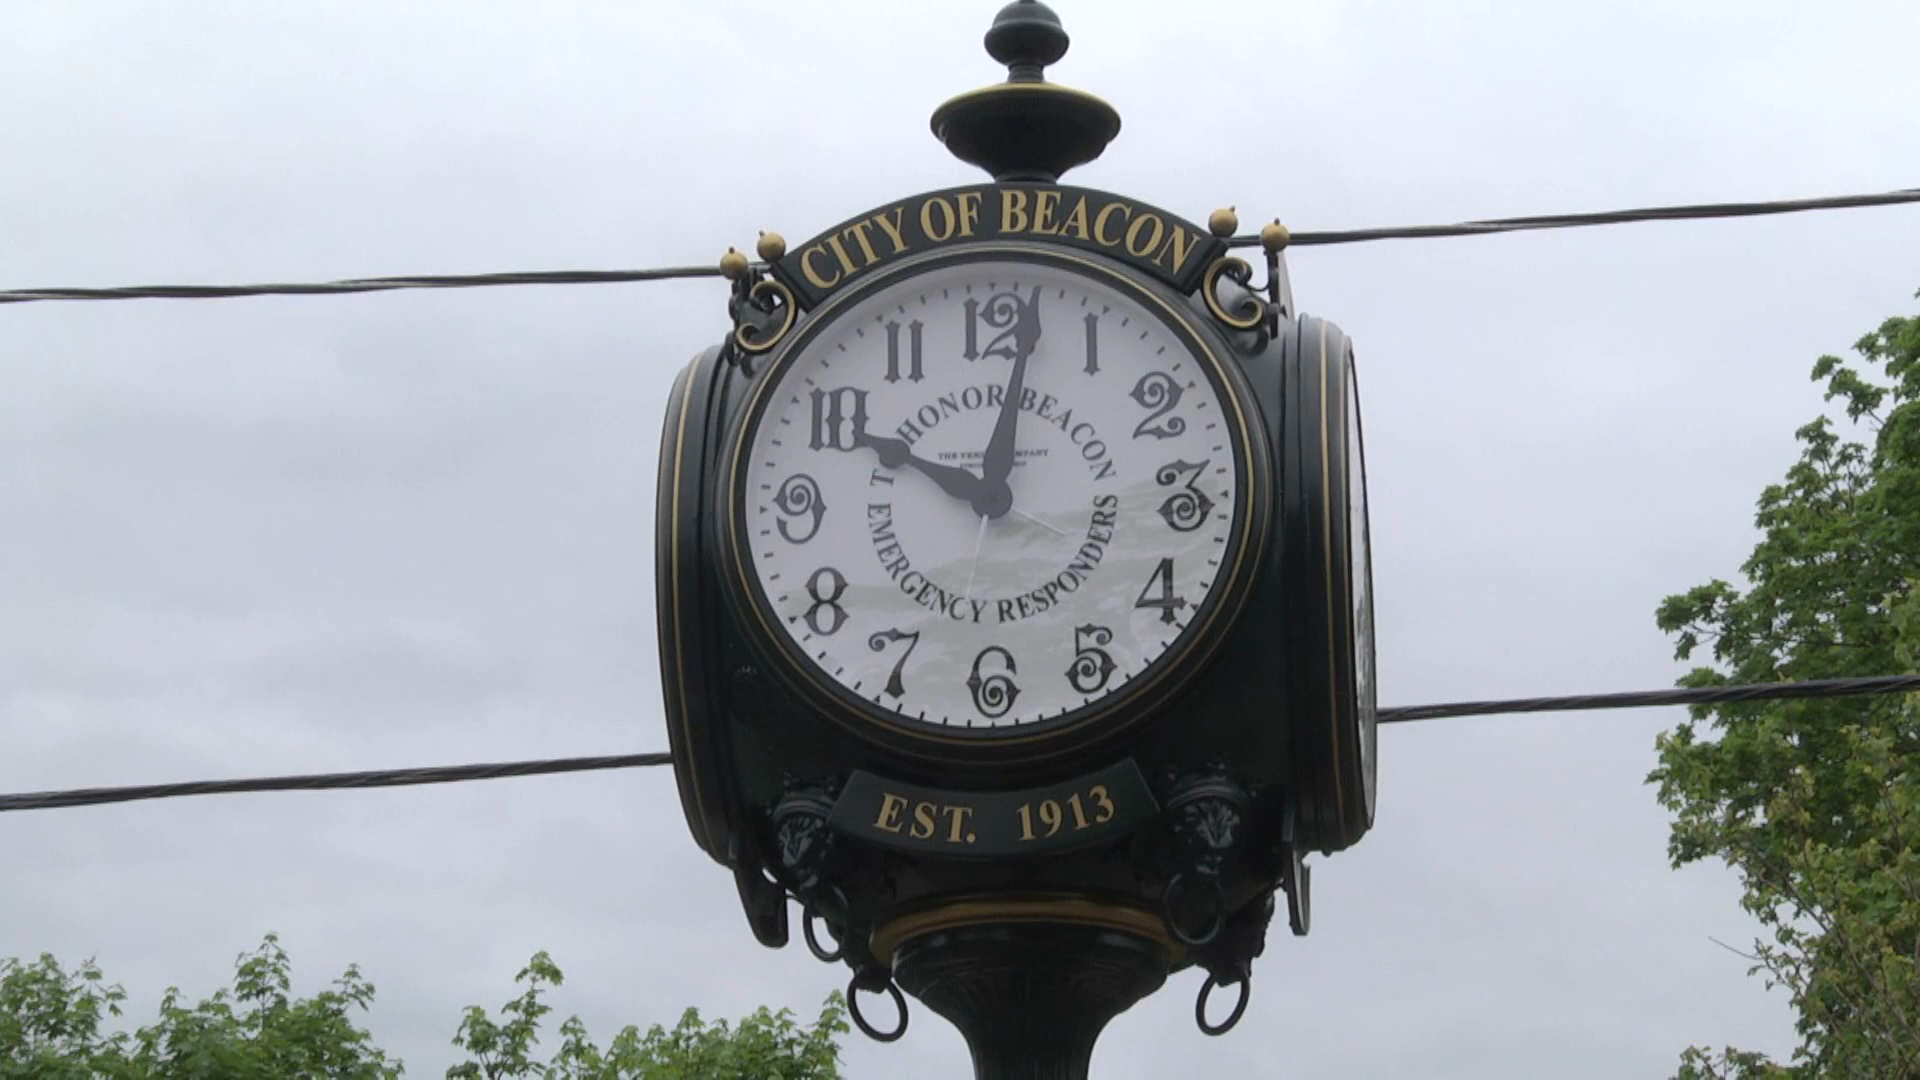 CITY OF BEACON
12
11 1
10 2
HONOR BEACON
9 3
T EMERGENCY RESPONDERS
8 4
7 5
6
EST. 1913